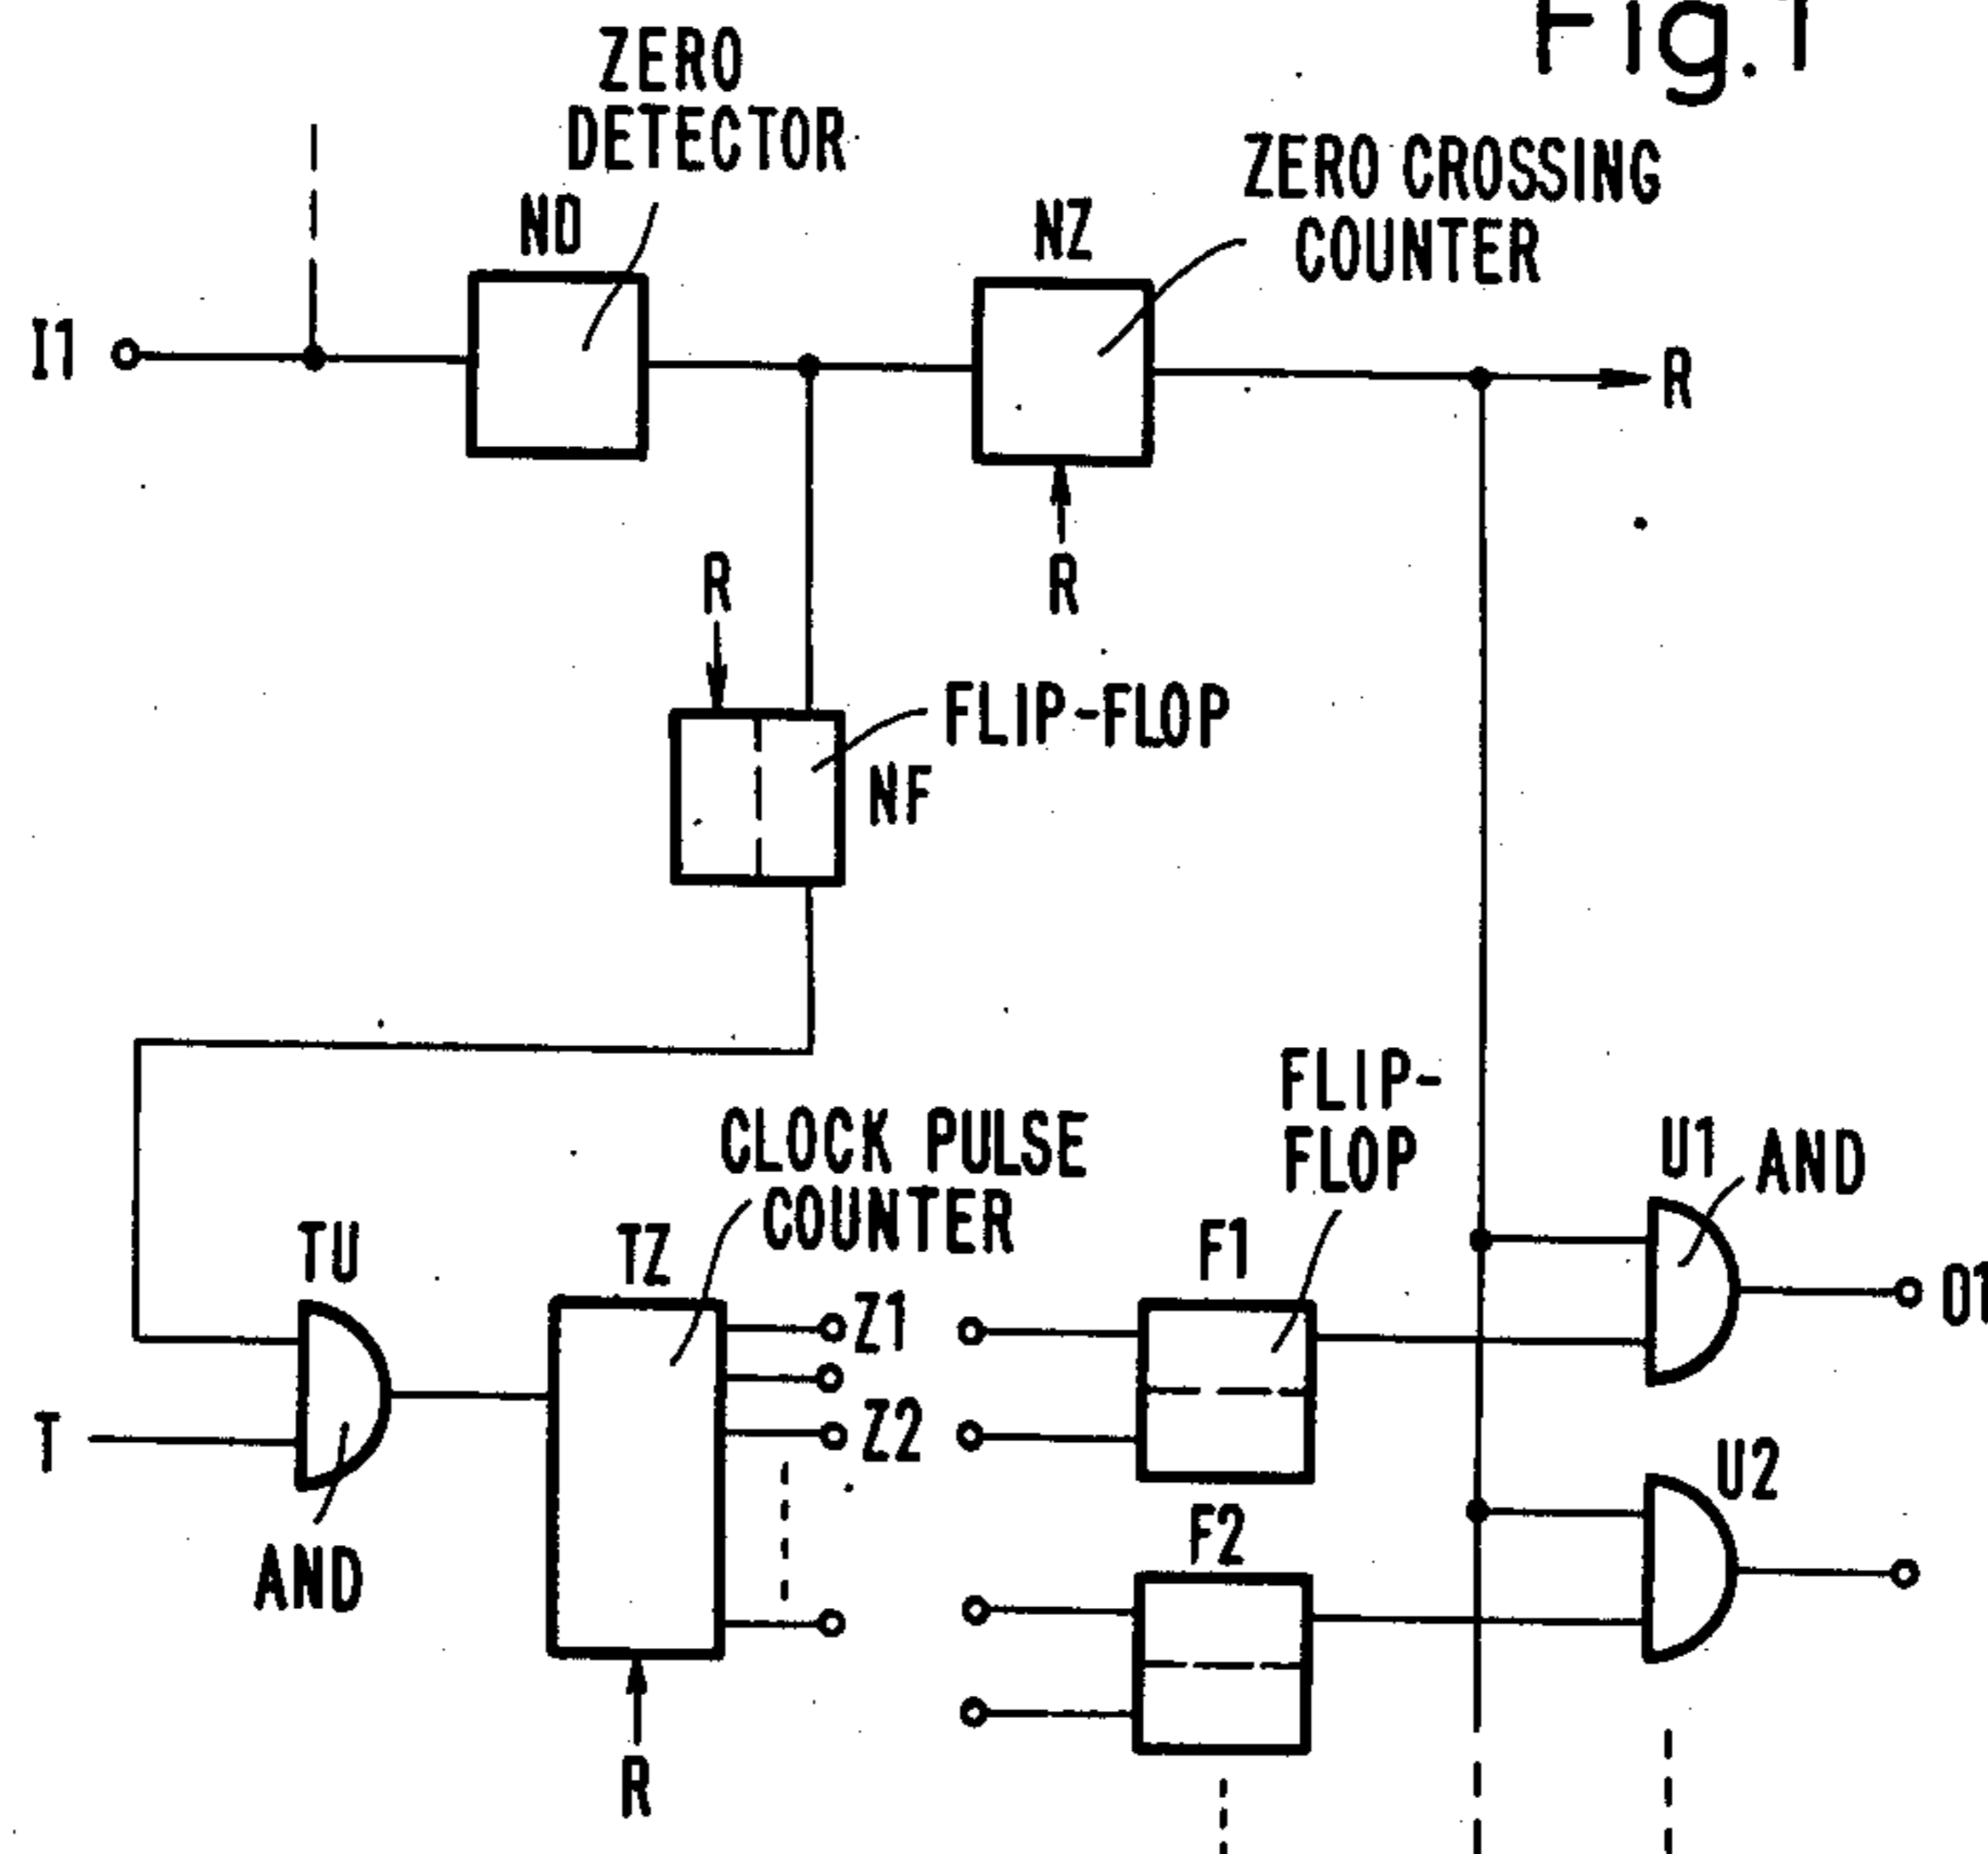 Fig.1
ZERO
DETECTOR
ZERO CROSSING
COUNTER
ND
NZ
I1
R
R
R
FLIP-FLOP
NF
FLIP-
FLOP
CLOCK PULSE
COUNTER
U1
AND
TU
TZ
F1
Z1
O1
Z2
T
U2
F2
AND
R